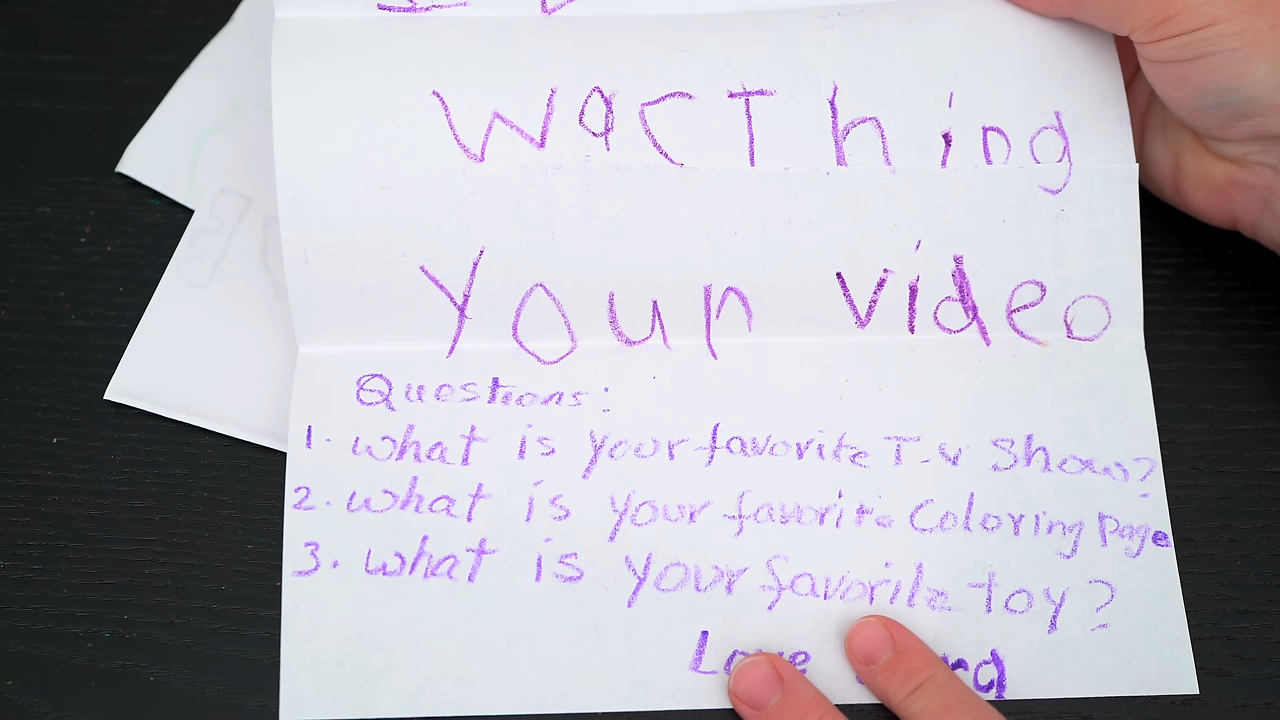 wacThing
your video
Questions:
1. what is your favorite T.v Show?
2. what is your favorite Coloring Page
3. what is your favorite toy?
Love